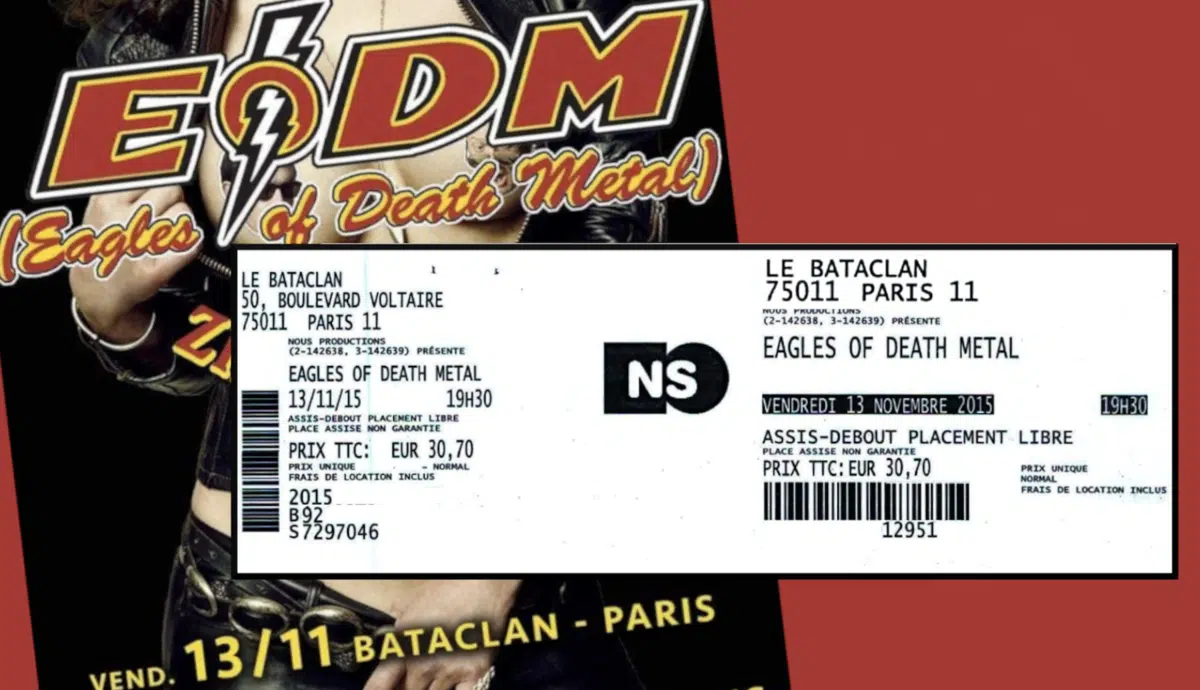 EODM
(Eagles of Death Metal)
LE BATACLAN
50, BOULEVARD VOLTAIRE
75011 PARIS 11
NOUS PRODUCTIONS
(2-142638, 3-142639) PRÉSENTE
EAGLES OF DEATH METAL
13/11/15 19H30
ASSIS-DEBOUT PLACEMENT LIBRE
PLACE ASSISE NON GARANTIE
PRIX TTC: EUR 30,70
PRIX UNIQUE - NORMAL
FRAIS DE LOCATION INCLUS
2015
B92
S7297046
NS
LE BATACLAN
75011 PARIS 11
NOUS PRODUCTIONS
(2-142638, 3-142639) PRÉSENTE
EAGLES OF DEATH METAL
VENDREDI 13 NOVEMBRE 2015 19H30
ASSIS-DEBOUT PLACEMENT LIBRE
PLACE ASSISE NON GARANTIE
PRIX TTC: EUR 30,70
PRIX UNIQUE
NORMAL
FRAIS DE LOCATION INCLUS
12951
VEND. 13/11 BATACLAN - PARIS